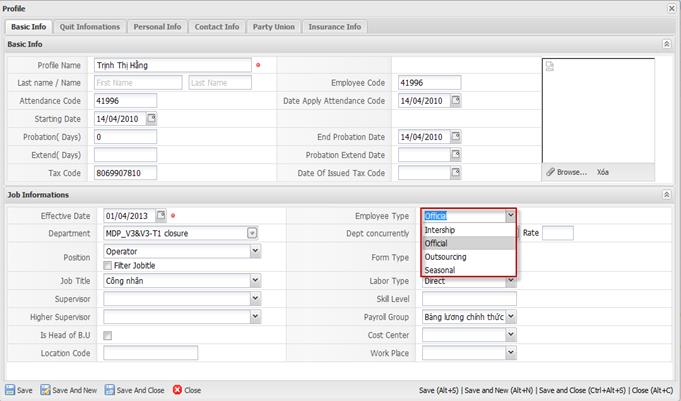 Profile
Basic Info Quit Infomations Personal Info Contact Info Party Union Insurance Info
Basic Info
Profile Name Trịnh Thị Hằng
Last name / Name First Name Last Name Employee Code 41996
Attendance Code 41996 Date Apply Attendance Code 14/04/2010
Starting Date 14/04/2010
Probation( Days) 0 End Probation Date 14/04/2010
Extend( Days) Probation Extend Date
Tax Code 8069907810 Date Of Issued Tax Code
Browse... Xóa
Job Informations
Effective Date 01/04/2013 Employee Type Official
Intership
Official
Outsourcing
Seasonal
Department MDP_V3&V3-T1 closure Dept concurrently Rate
Position Operator Form Type
Filter Jobitle
Job Title Công nhân Labor Type Direct
Supervisor Skill Level
Higher Supervisor Payroll Group Bảng lương chính thức
Is Head of B.U Cost Center
Location Code Work Place
Save Save And New Save And Close Close Save (Alt+S) | Save and New (Alt+N) | Save and Close (Ctrl+Alt+S) | Close (Alt+C)